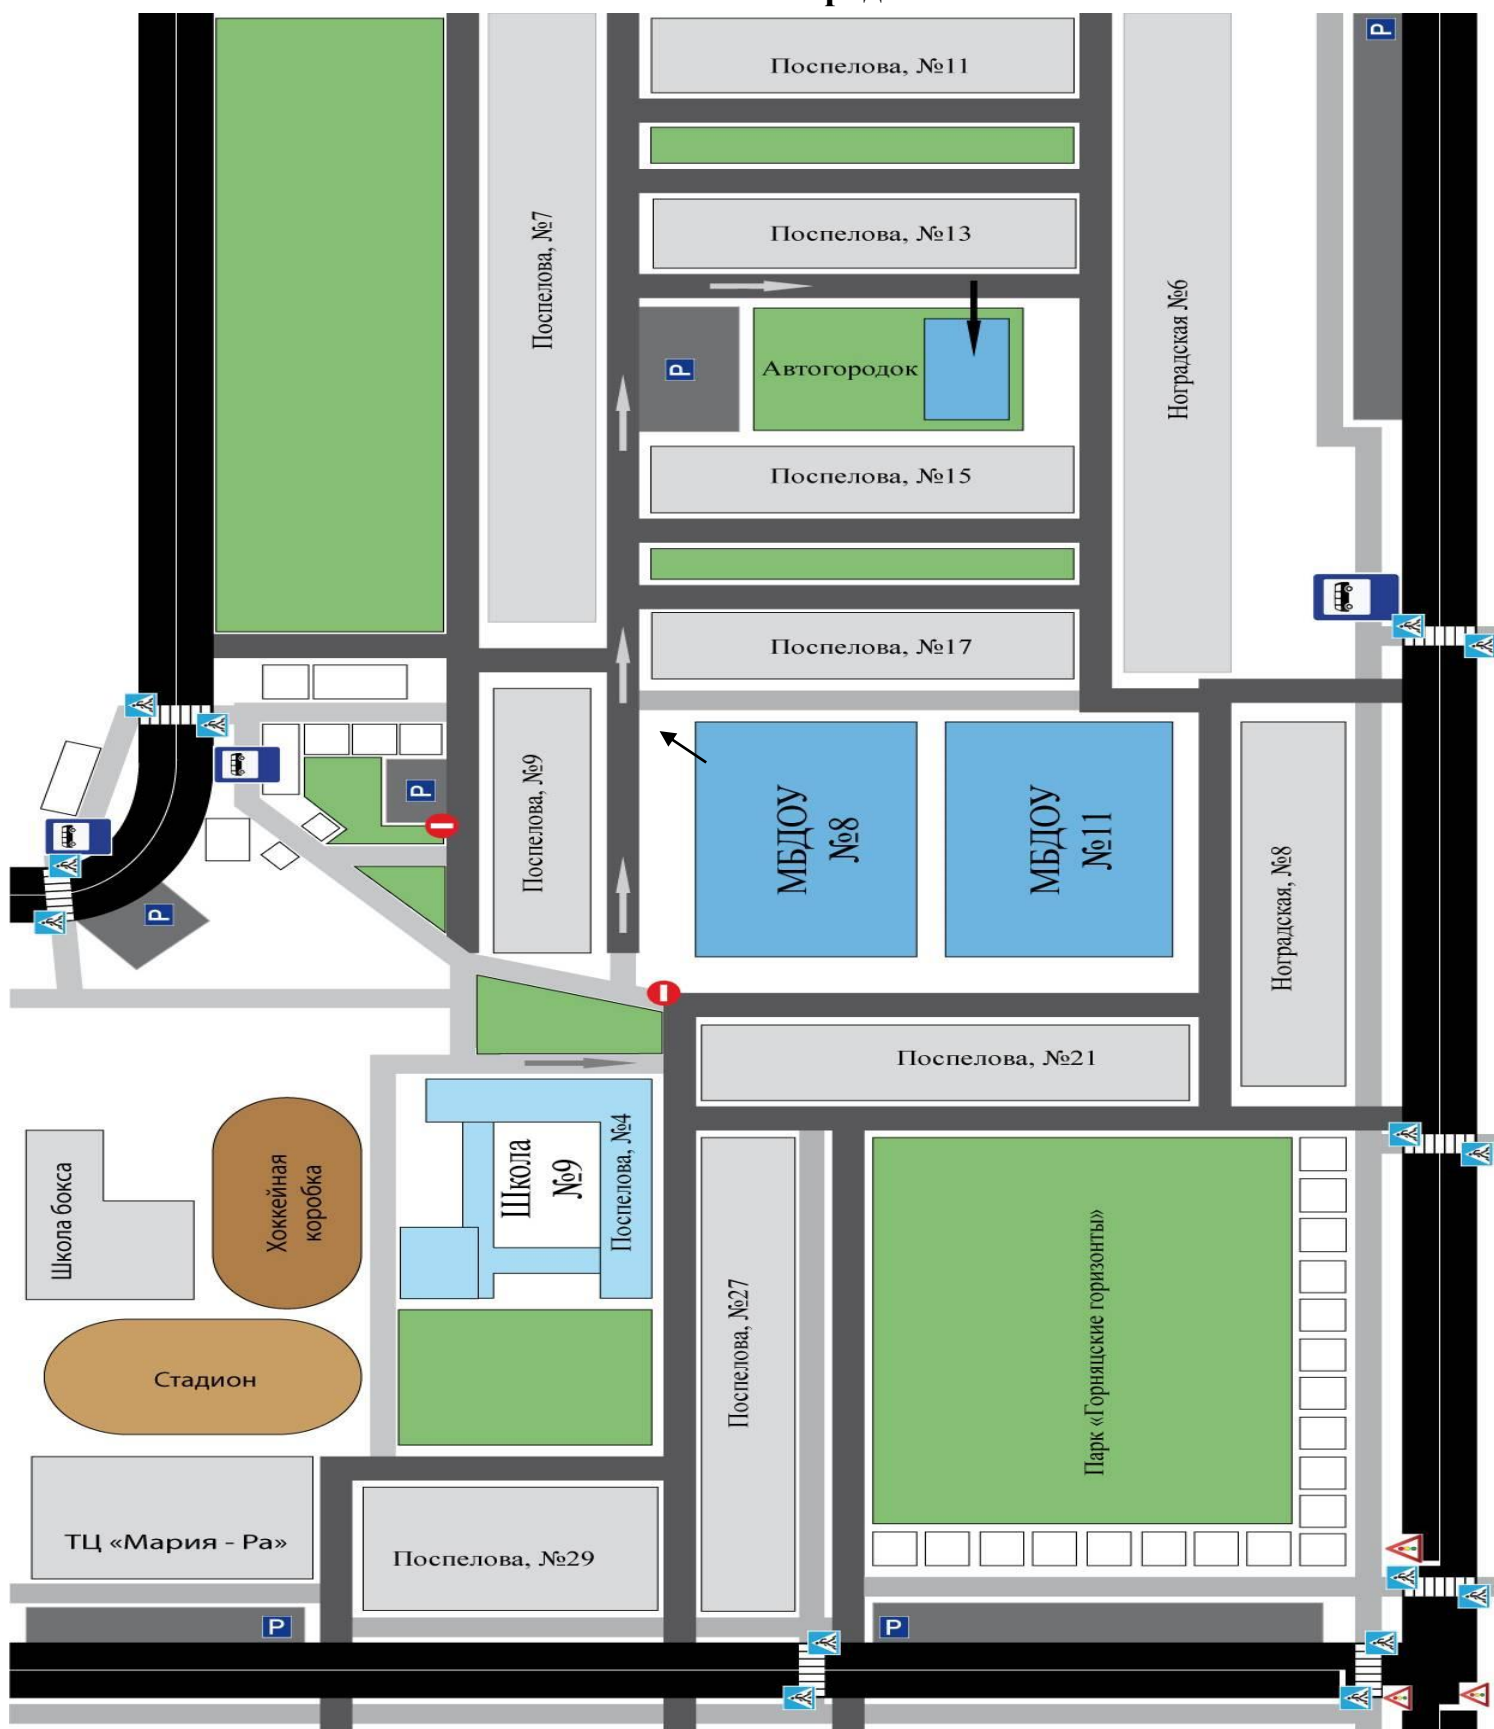 P
Поспелова, №11
Поспелова, №13
Поспелова, №7
Ноградская №6
P
Автогородок
Поспелова, №15
Поспелова, №17
P
Поспелова, №9
МБДОУ
№8
МБДОУ
№11
P
Ноградская, №8
Поспелова, №21
Школа бокса
Хоккейная
коробка
Школа
№9
Поспелова, №4
Поспелова, №27
Парк «Горняцские горизонты»
Стадион
ТЦ «Мария - Ра»
Поспелова, №29
P
P